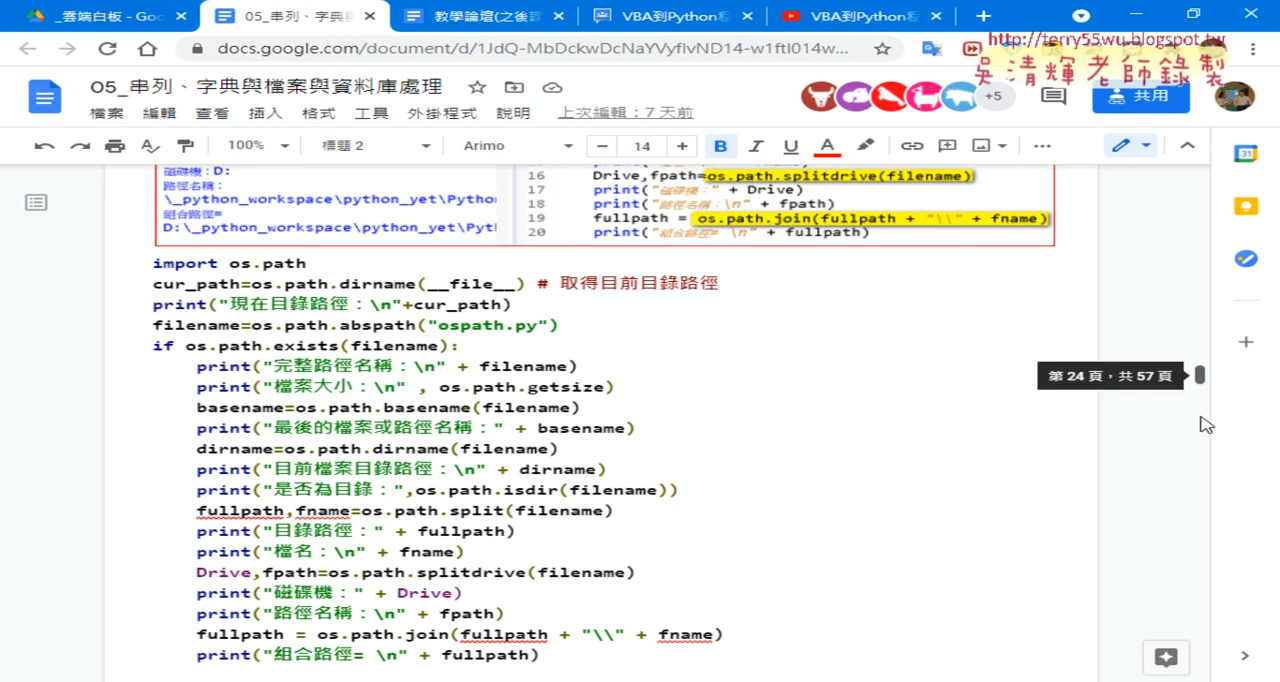 _雲端白板 - Goo
05_串列、字典與
教學論壇(之後課
VBA到Python程
VBA到Python程
docs.google.com/document/d/1JdQ-MbDckwDcNaYVyflvND14-w1ftl014w...
http://terry55.wu.blogspot.tw
吳清輝老師錄製
05_串列、字典與檔案與資料庫處理
+5
共用
檔案 編輯 查看 插入 格式 工具 外掛程式 說明 上次編輯：7 天前
100% 標題 2 Arimo 14 B I U A
31
磁碟機：D:
路徑名稱：
\_python_workspace\python_yet\Python
組合路徑=
D:\_python_workspace\python_yet\Pyt
16 Drive,fpath=os.path.splitdrive(filename)
17 print("磁碟機：" + Drive)
18 print("路徑名稱：\n" + fpath)
19 fullpath = os.path.join(fullpath + "\\" + fname)
20 print("組合路徑= \n" + fullpath)
import os.path
cur_path=os.path.dirname(__file__) # 取得目前目錄路徑
print("現在目錄路徑：\n"+cur_path)
filename=os.path.abspath("ospath.py")
if os.path.exists(filename):
print("完整路徑名稱：\n" + filename)
print("檔案大小：\n" , os.path.getsize)
basename=os.path.basename(filename)
print("最後的檔案或路徑名稱：" + basename)
dirname=os.path.dirname(filename)
print("目前檔案目錄路徑：\n" + dirname)
print("是否為目錄：",os.path.isdir(filename))
fullpath,fname=os.path.split(filename)
print("目錄路徑：" + fullpath)
print("檔名：\n" + fname)
Drive,fpath=os.path.splitdrive(filename)
print("磁碟機：" + Drive)
print("路徑名稱：\n" + fpath)
fullpath = os.path.join(fullpath + "\\" + fname)
print("組合路徑= \n" + fullpath)
第 24 頁，共 57 頁